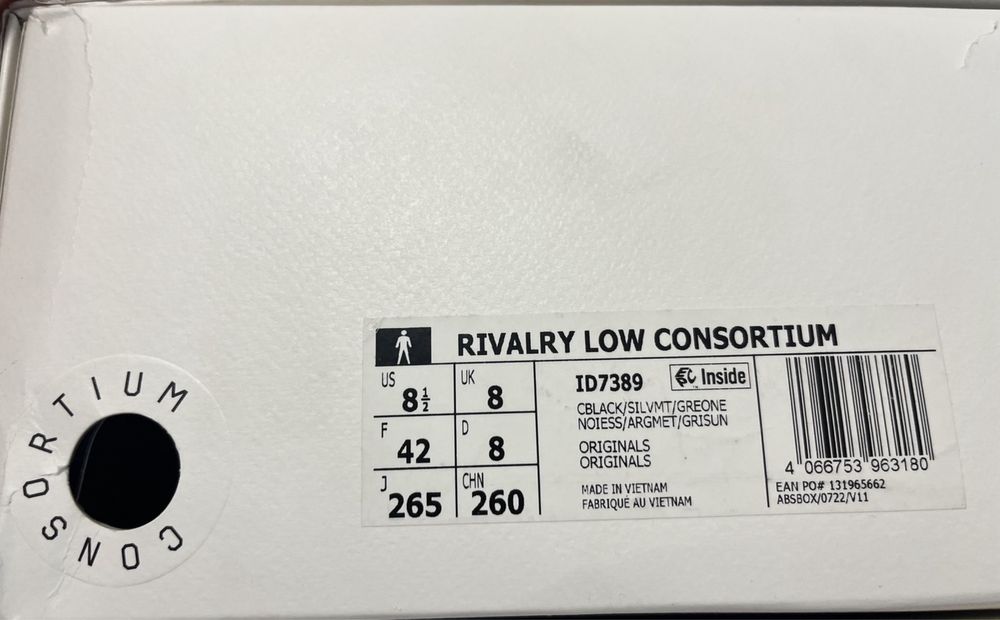 CONSORTIUM
RIVALRY LOW CONSORTIUM
US 8½ UK 8
F 42 D 8
J 265 CHN 260
ID7389 Inside
CBLACK/SILVMT/GREONE
NOIESS/ARGMET/GRISUN
ORIGINALS
ORIGINALS
MADE IN VIETNAM
FABRIQUÉ AU VIETNAM
4 066753 963180
EAN PO# 131965662
ABSBOX/0722/V11